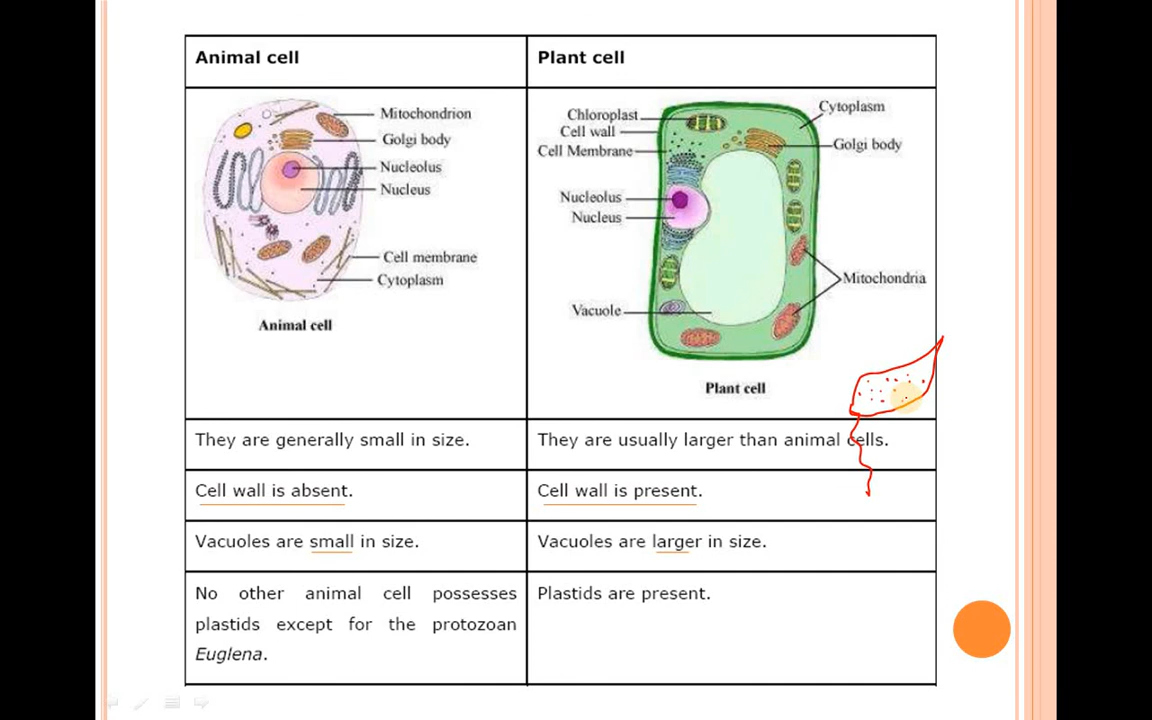 Animal cell
Plant cell
Mitochondrion
Golgi body
Nucleolus
Nucleus
Cell membrane
Cytoplasm
Animal cell
Chloroplast
Cell wall
Cell Membrane
Nucleolus
Nucleus
Vacuole
Cytoplasm
Golgi body
Mitochondria
Plant cell
They are generally small in size.
They are usually larger than animal cells.
Cell wall is absent.
Cell wall is present.
Vacuoles are small in size.
Vacuoles are larger in size.
No other animal cell possesses
plastids except for the protozoan
Euglena.
Plastids are present.